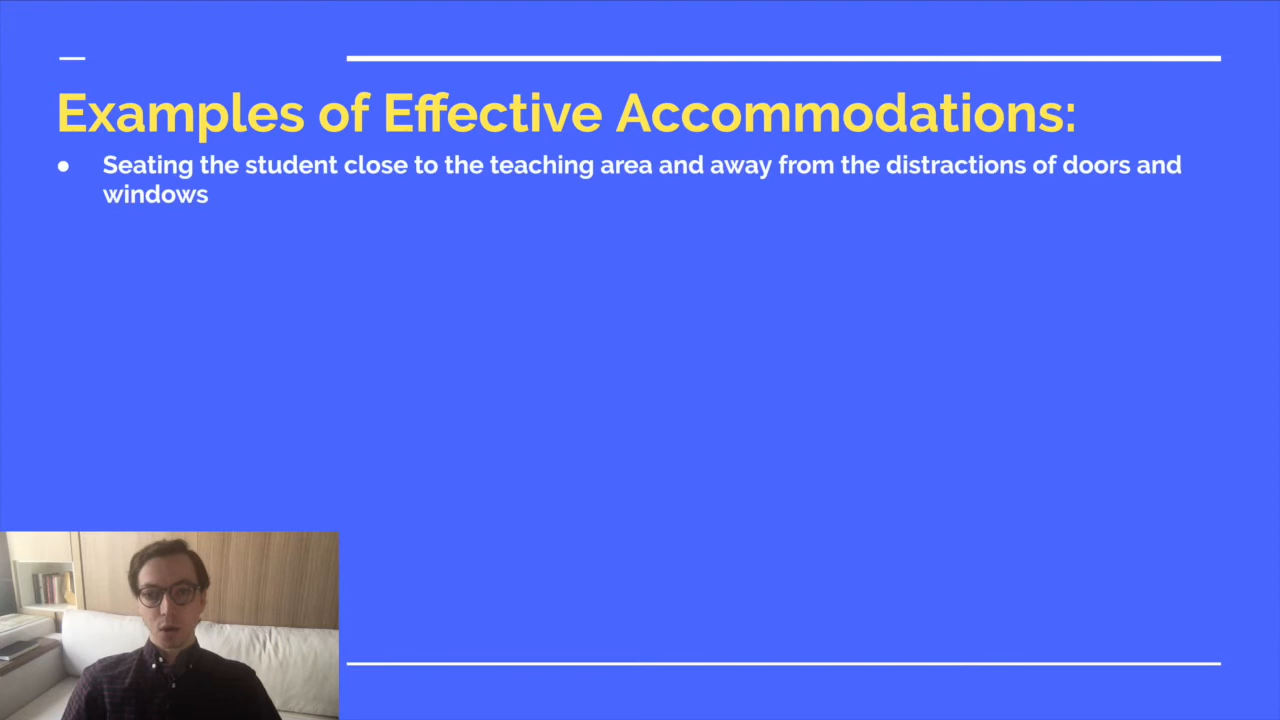 Examples of Effective Accommodations:
● Seating the student close to the teaching area and away from the distractions of doors and
windows